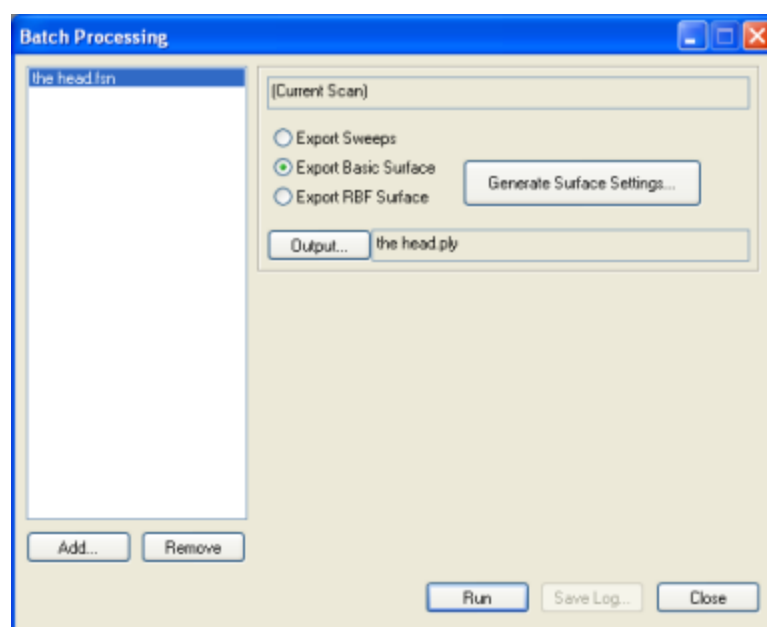 Batch Processing
the head.fsn
(Current Scan)
Export Sweeps
Export Basic Surface
Export RBF Surface
Generate Surface Settings...
Output...
the head.ply
Add...
Remove
Run
Save Log...
Close